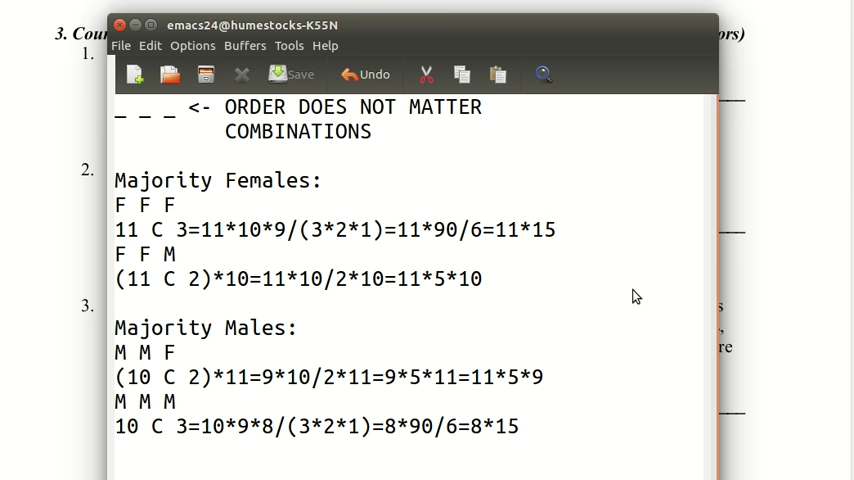 emacs24@humestocks-K55N
3. Cour
ors)
File Edit Options Buffers Tools Help
1.
Save Undo
_ _ _ <- ORDER DOES NOT MATTER
COMBINATIONS
2.
Majority Females:
F F F
11 C 3=11*10*9/(3*2*1)=11*90/6=11*15
F F M
(11 C 2)*10=11*10/2*10=11*5*10
3.
s
Majority Males:
re
M M F
(10 C 2)*11=9*10/2*11=9*5*11=11*5*9
M M M
10 C 3=10*9*8/(3*2*1)=8*90/6=8*15